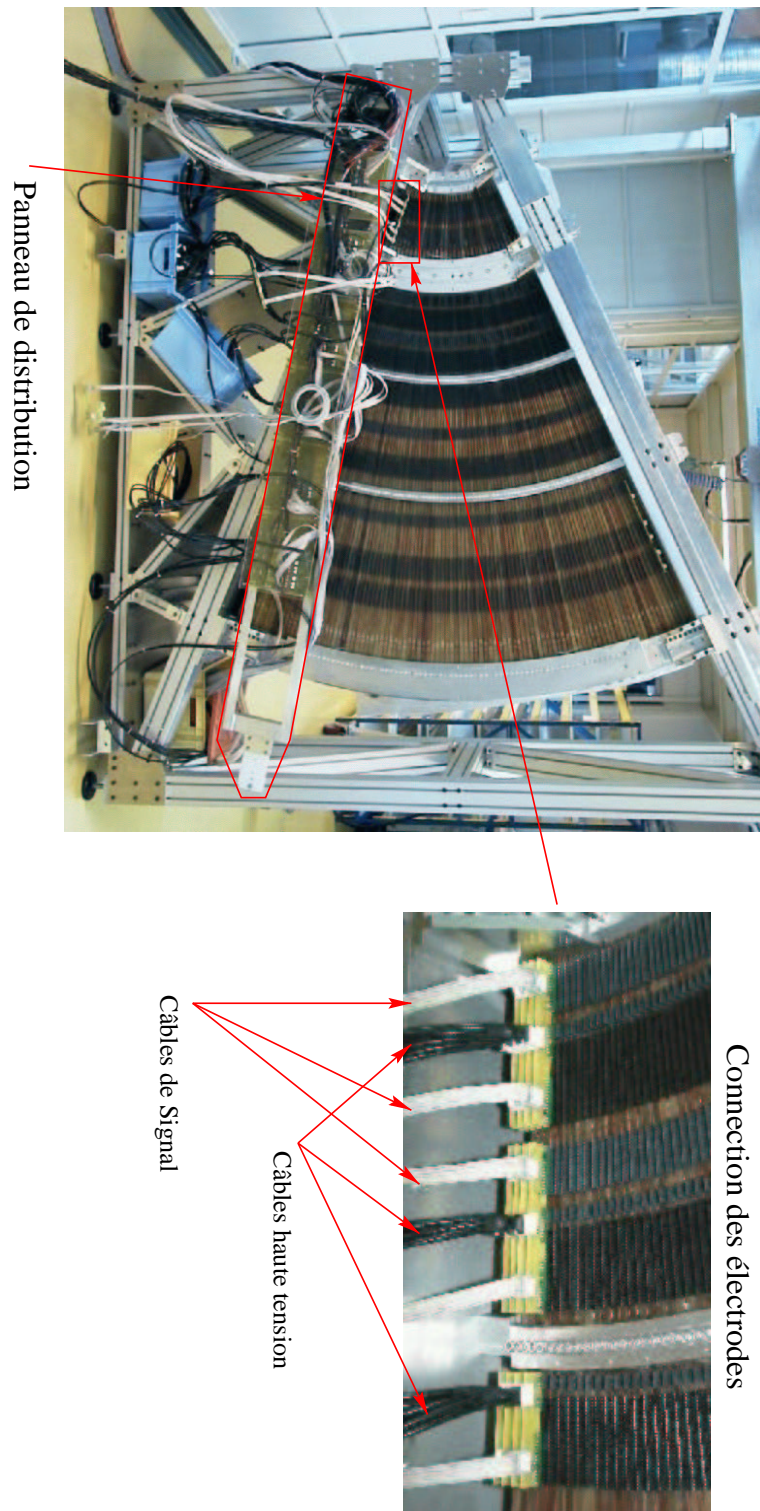 Connection des électrodes
Panneau de distribution
Câbles haute tension
Câbles de Signal